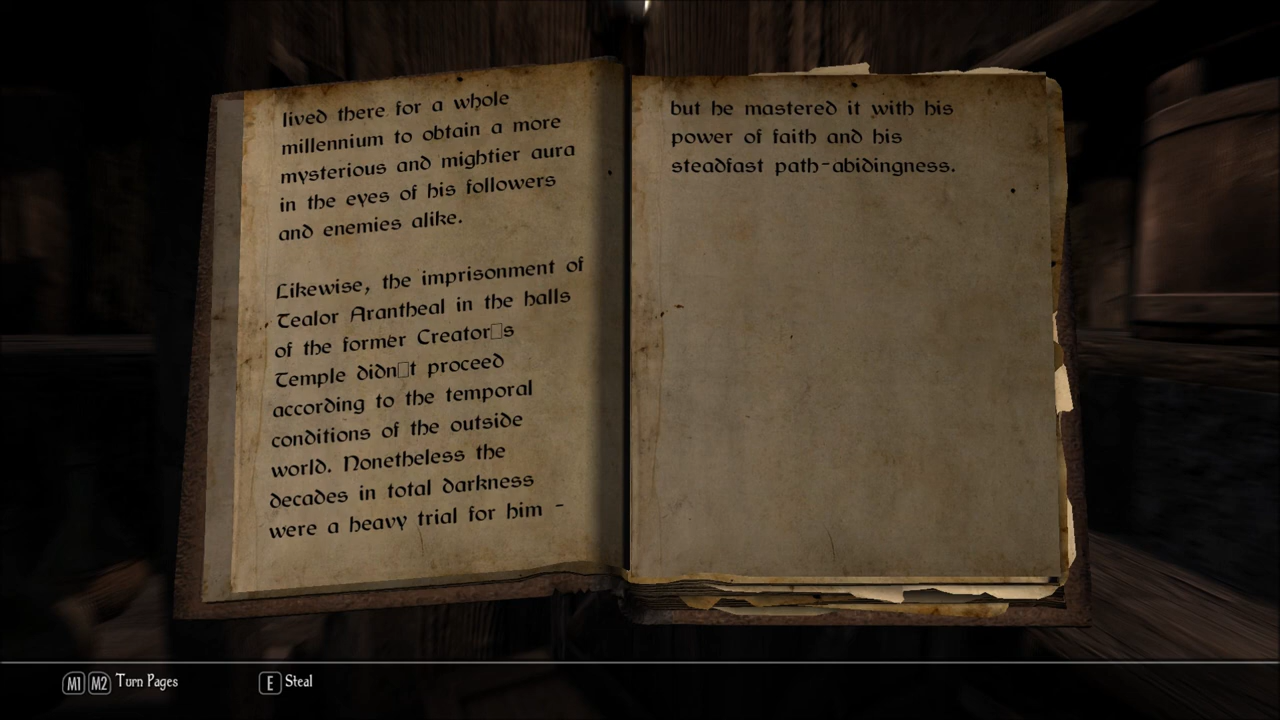 lived there for a whole
millennium to obtain a more
mysterious and mightier aura
in the eyes of his followers
and enemies alike.
Likewise, the imprisonment of
Tealor Arantheal in the halls
of the former Creator□s
Temple didn□t proceed
according to the temporal
conditions of the outside
world. Nonetheless the
decades in total darkness
were a heavy trial for him -
but he mastered it with his
power of faith and his
steadfast path-abidingness.
M1 M2 Turn Pages
E Steal